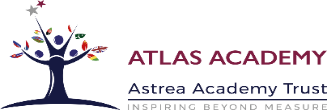 ATLAS ACADEMY
Astrea Academy Trust
INSPIRING BEYOND MEASURE